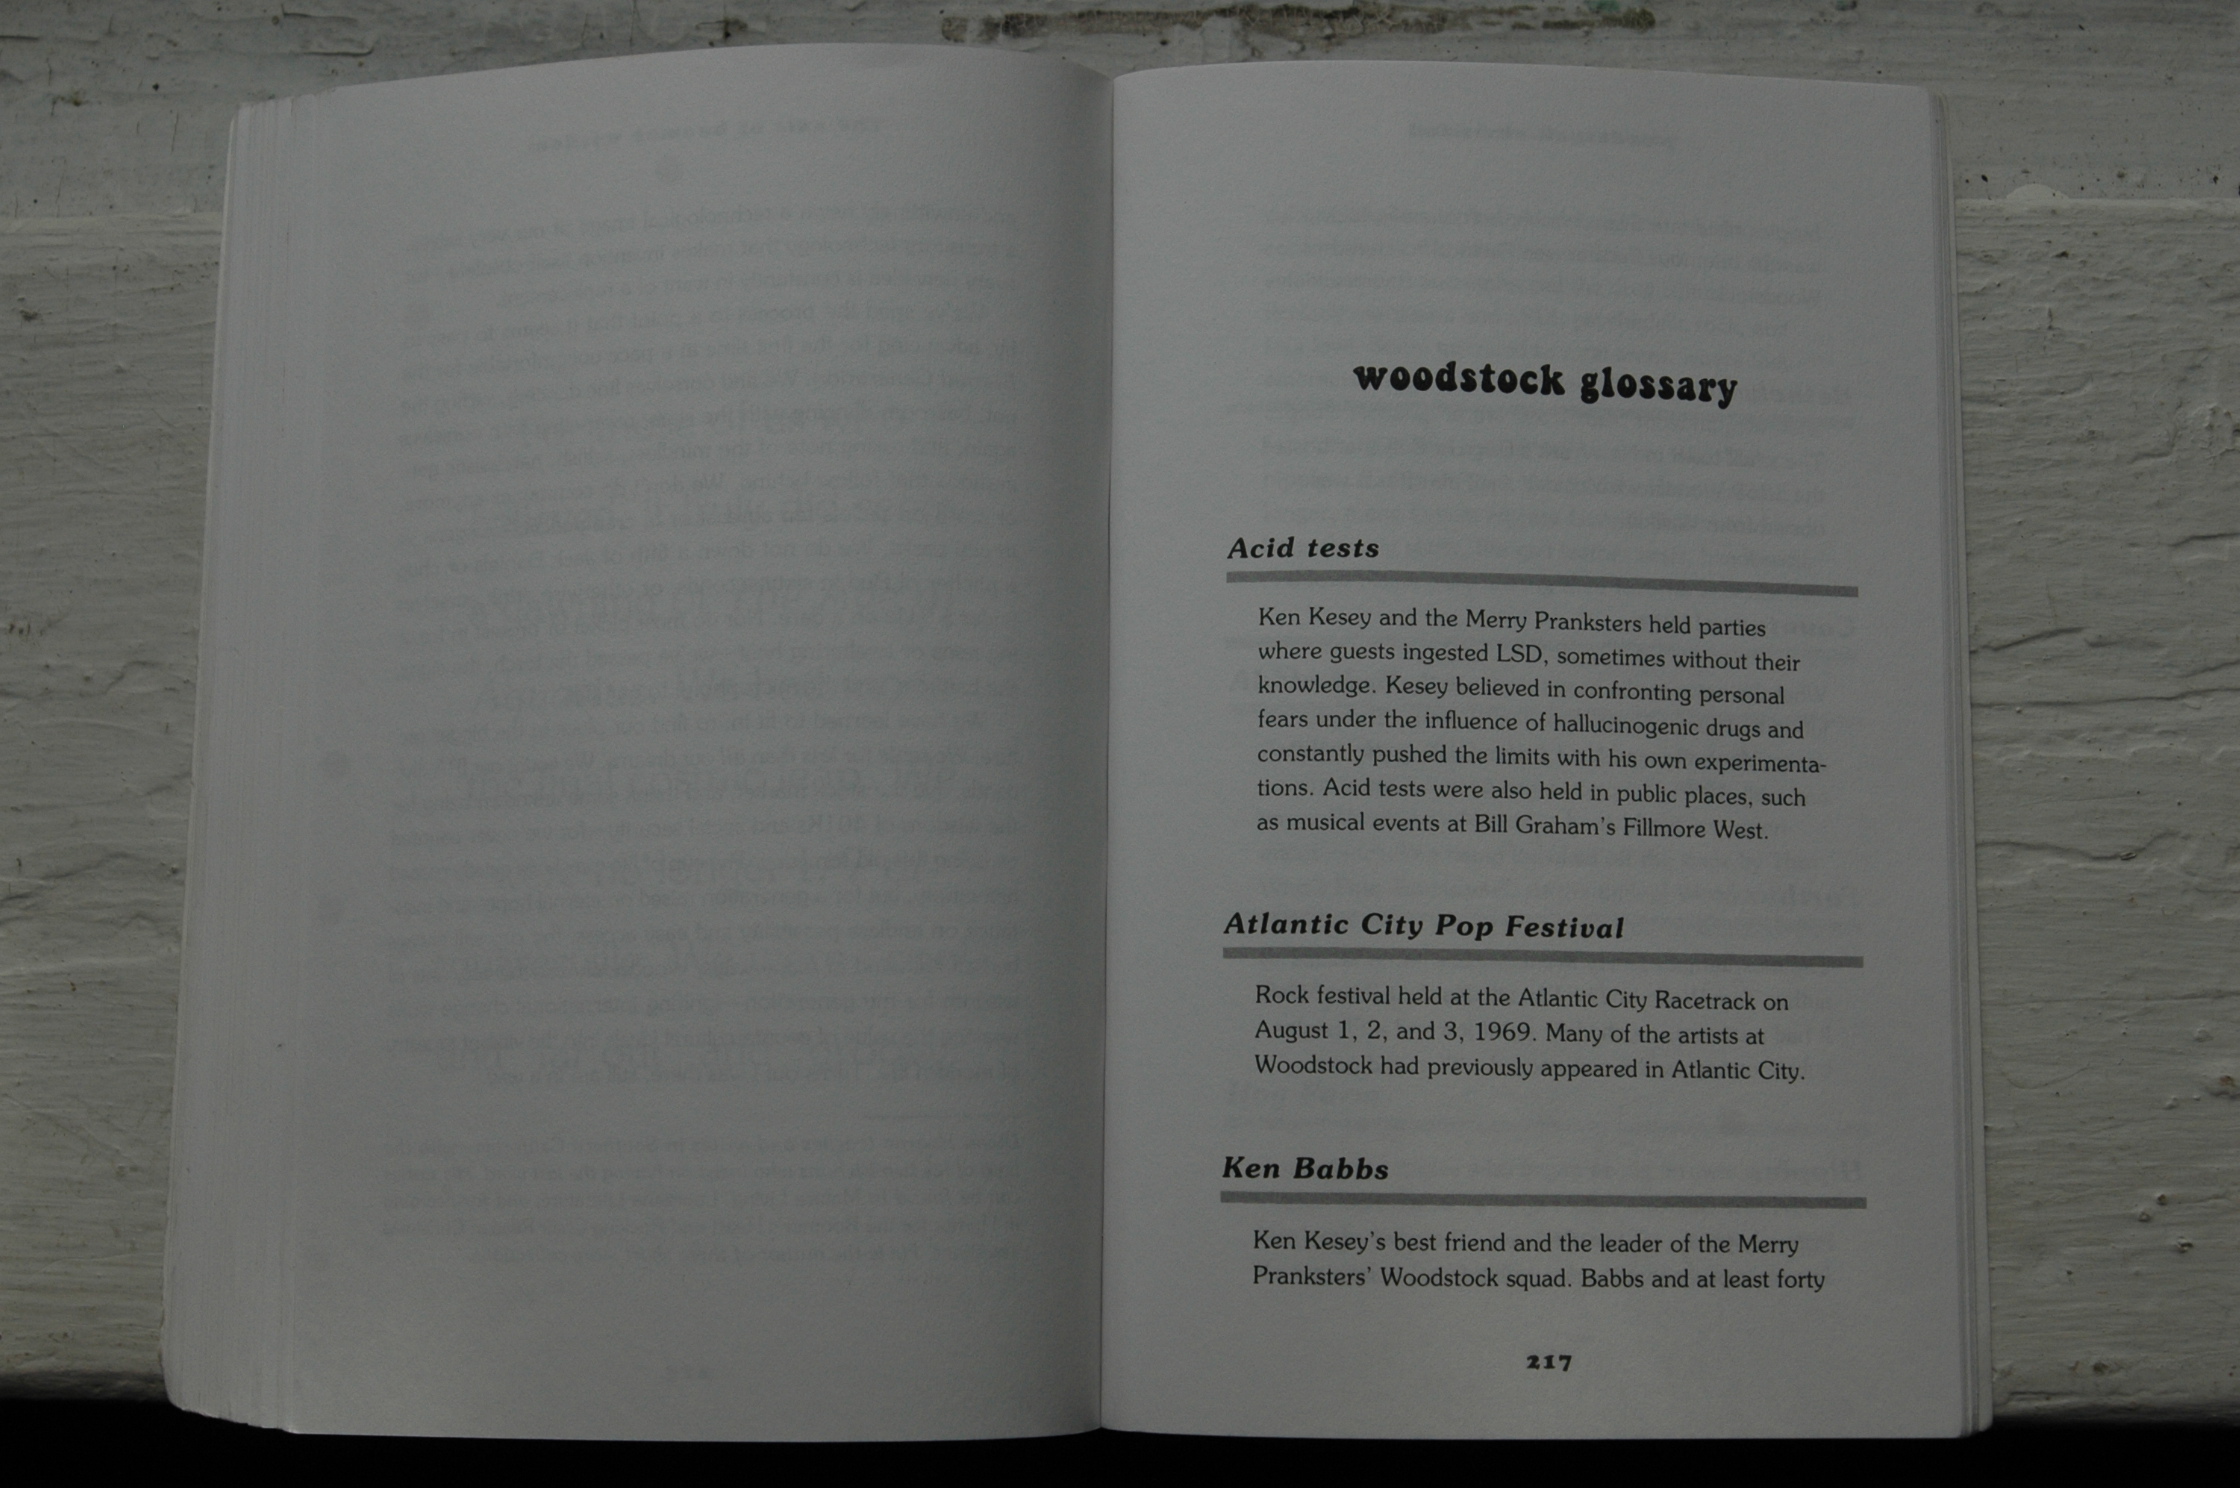 woodstock glossary
Acid tests
Ken Kesey and the Merry Pranksters held parties
where guests ingested LSD, sometimes without their
knowledge. Kesey believed in confronting personal
fears under the influence of hallucinogenic drugs and
constantly pushed the limits with his own experimenta-
tions. Acid tests were also held in public places, such
as musical events at Bill Graham's Fillmore West.
Atlantic City Pop Festival
Rock festival held at the Atlantic City Racetrack on
August 1, 2, and 3, 1969. Many of the artists at
Woodstock had previously appeared in Atlantic City.
Ken Babbs
Ken Kesey's best friend and the leader of the Merry
Pranksters' Woodstock squad. Babbs and at least forty
217